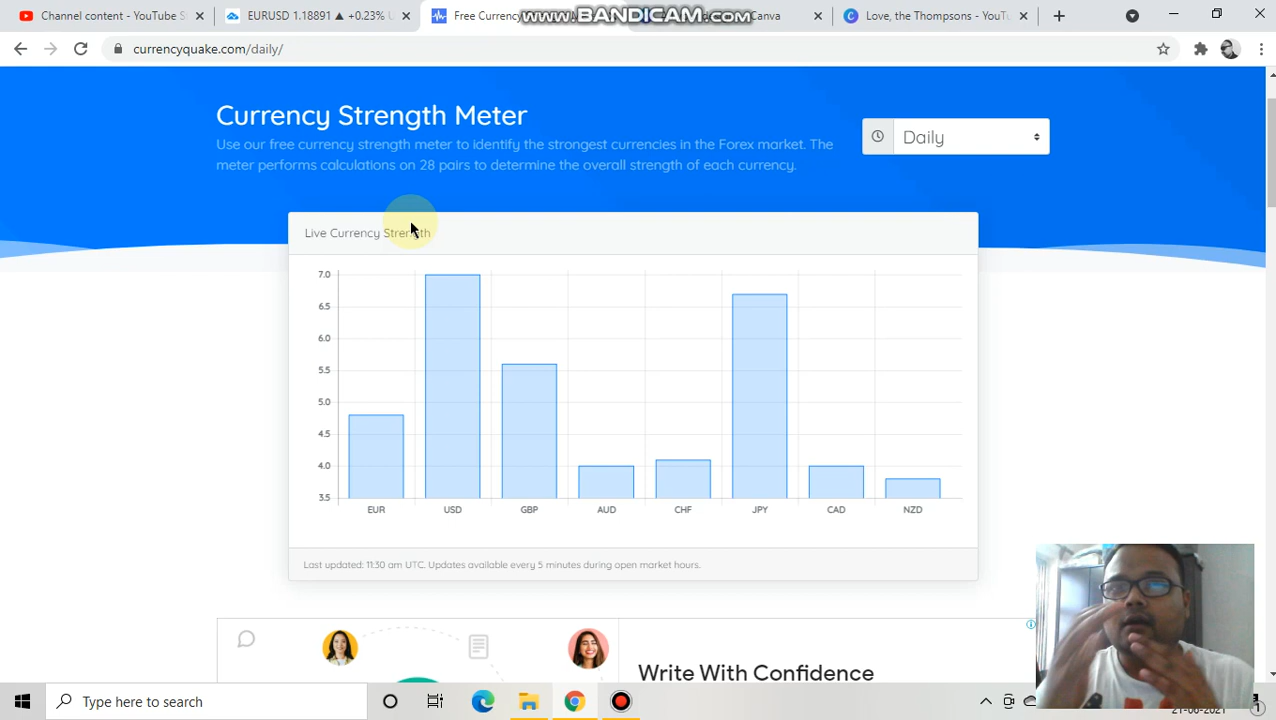 Channel content - YouTube S
EURUSD 1.18891 ▲ +0.23% U
Free Currency
www.BANDICAM.com
Canva
Love, the Thompsons - YouTu
currencyquake.com/daily/
Currency Strength Meter
Use our free currency strength meter to identify the strongest currencies in the Forex market. The
meter performs calculations on 28 pairs to determine the overall strength of each currency.
Daily
Live Currency Strength
7.0
6.5
6.0
5.5
5.0
4.5
4.0
3.5
EUR USD GBP AUD CHF JPY CAD NZD
Last updated: 11:30 am UTC. Updates available every 5 minutes during open market hours.
Write With Confidence
Type here to search
21-06-2021
1